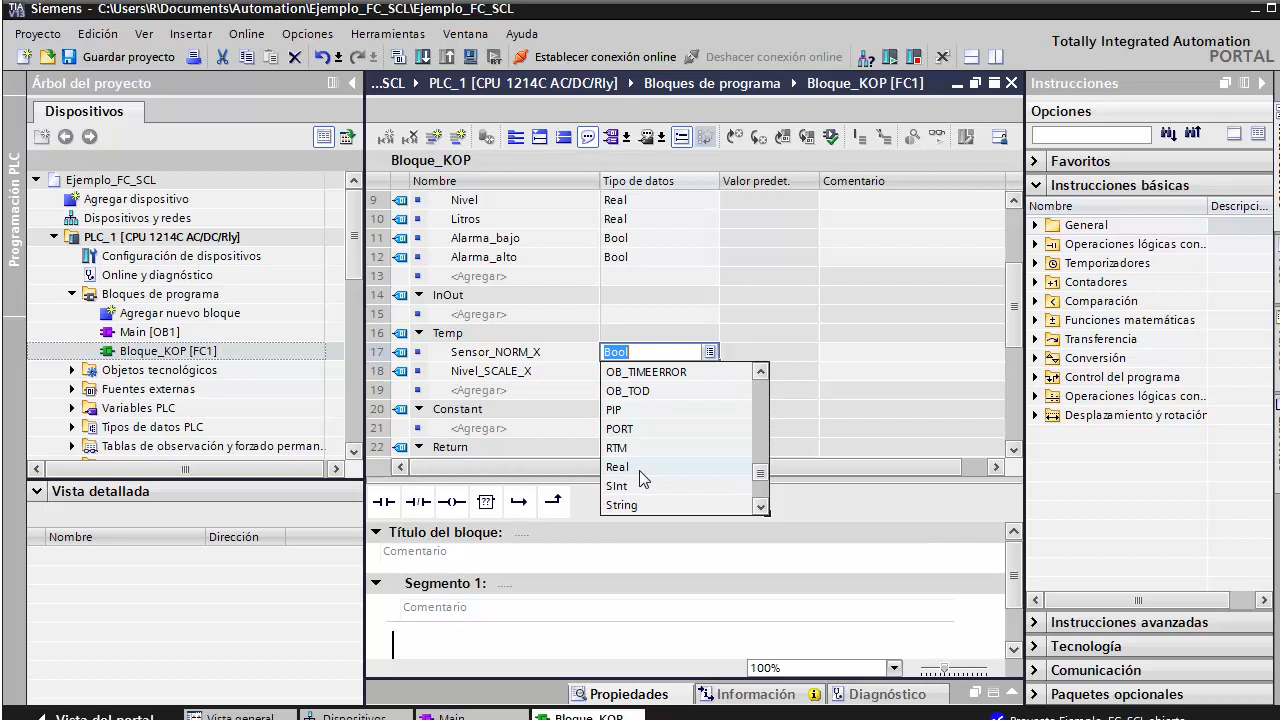 TIA V13 Siemens - C:\Users\R\Documents\Automation\Ejemplo_FC_SCL\Ejemplo_FC_SCL
Proyecto Edición Ver Insertar Online Opciones Herramientas Ventana Ayuda
Totally Integrated Automation
PORTAL
Guardar proyecto Establecer conexión online Deshacer conexión online
Árbol del proyecto
...SCL PLC_1 [CPU 1214C AC/DC/Rly] Bloques de programa Bloque_KOP [FC1]
Instrucciones
Dispositivos
Opciones
Programación PLC
Bloque_KOP
Favoritos
Instrucciones básicas
Nombre Descripci...
General
Operaciones lógicas con..
Temporizadores
Contadores
Comparación
Funciones matemáticas
Transferencia
Conversión
Control del programa
Operaciones lógicas con..
Desplazamiento y rotación
Instrucciones avanzadas
Tecnología
Comunicación
Paquetes opcionales
Ejemplo_FC_SCL
Agregar dispositivo
Dispositivos y redes
PLC_1 [CPU 1214C AC/DC/Rly]
Configuración de dispositivos
Online y diagnóstico
Bloques de programa
Agregar nuevo bloque
Main [OB1]
Bloque_KOP [FC1]
Objetos tecnológicos
Fuentes externas
Variables PLC
Tipos de datos PLC
Tablas de observación y forzado perman...
Vista detallada
Nombre Dirección
Nombre Tipo de datos Valor predet. Comentario
9 Nivel Real
10 Litros Real
11 Alarma_bajo Bool
12 Alarma_alto Bool
13 <Agregar>
14 InOut
15 <Agregar>
16 Temp
17 Sensor_NORM_X Bool
18 Nivel_SCALE_X
19 <Agregar>
20 Constant
21 <Agregar>
22 Return
OB_TIMEERROR
OB_TOD
PIP
PORT
RTM
Real
SInt
String
??
Título del bloque: .....
Comentario
Segmento 1: .....
Comentario
100%
Propiedades Información Diagnóstico
Vista del portal Vista general Dispositivos Main Bloque_KOP
Proyecto Ejemplo_FC_SCL abierto